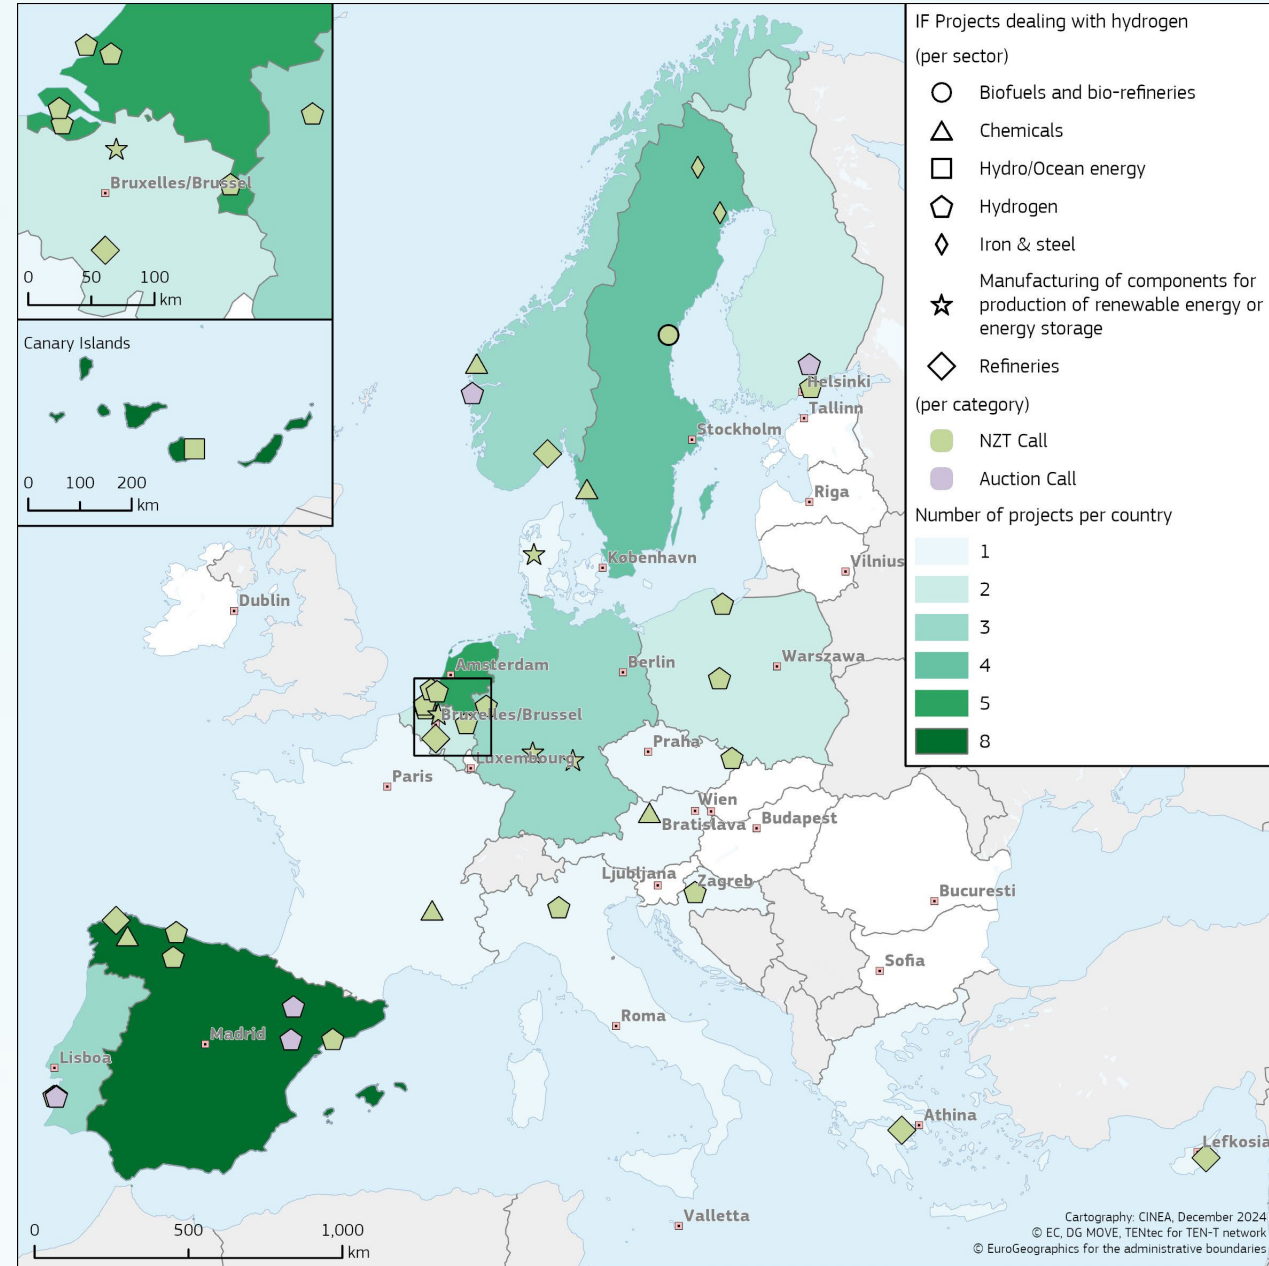 IF Projects dealing with hydrogen
(per sector)
Biofuels and bio-refineries
Chemicals
Hydro/Ocean energy
Hydrogen
Iron & steel
Manufacturing of components for
production of renewable energy or
energy storage
Refineries
(per category)
NZT Call
Auction Call
Number of projects per country
1
2
3
4
5
8
Bruxelles/Brussel
0 50 100
km
Canary Islands
0 100 200
km
Helsinki
Tallinn
Stockholm
Riga
København
Vilnius
Dublin
Amsterdam
Berlin
Warszawa
Bruxelles/Brussel
Luxembourg
Praha
Paris
Wien
Bratislava
Budapest
Ljubljana
Zagreb
Bucuresti
Sofia
Roma
Madrid
Lisboa
Athina
Lefkosia
Valletta
0 500 1,000
km
Cartography: CINEA, December 2024
© EC, DG MOVE, TENtec for TEN-T network
© EuroGeographics for the administrative boundaries